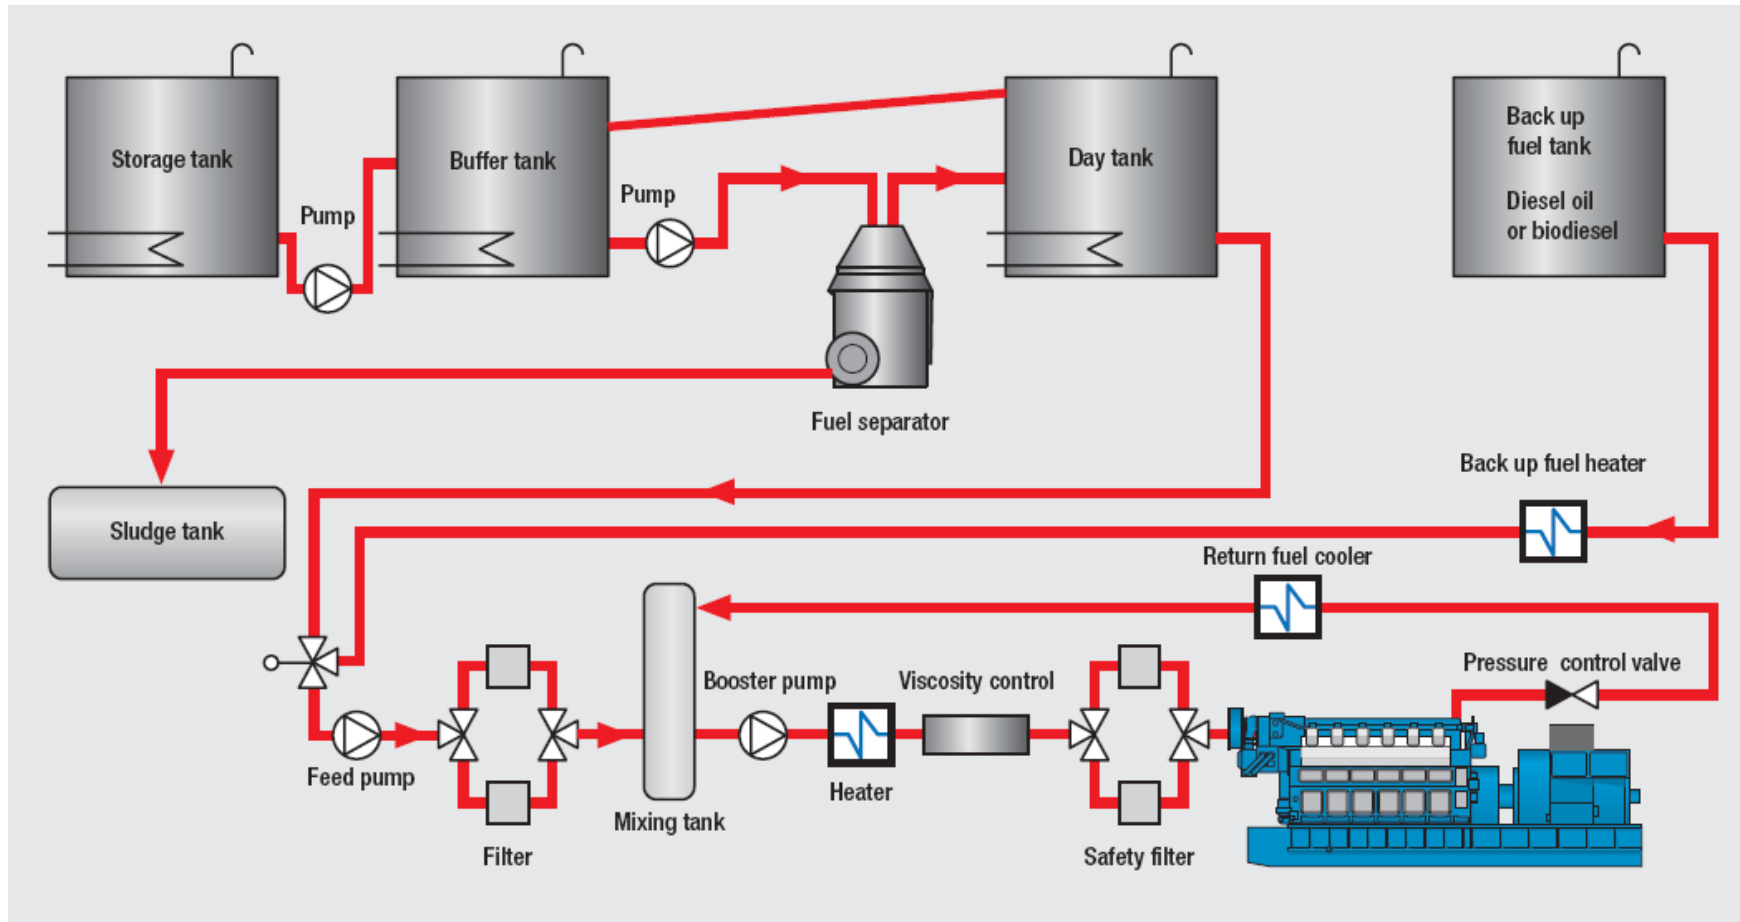 Storage tank
Pump
Buffer tank
Pump
Day tank
Back up
fuel tank
Diesel oil
or biodiesel
Fuel separator
Sludge tank
Back up fuel heater
Return fuel cooler
Pressure control valve
Booster pump
Viscosity control
Feed pump
Heater
Mixing tank
Filter
Safety filter